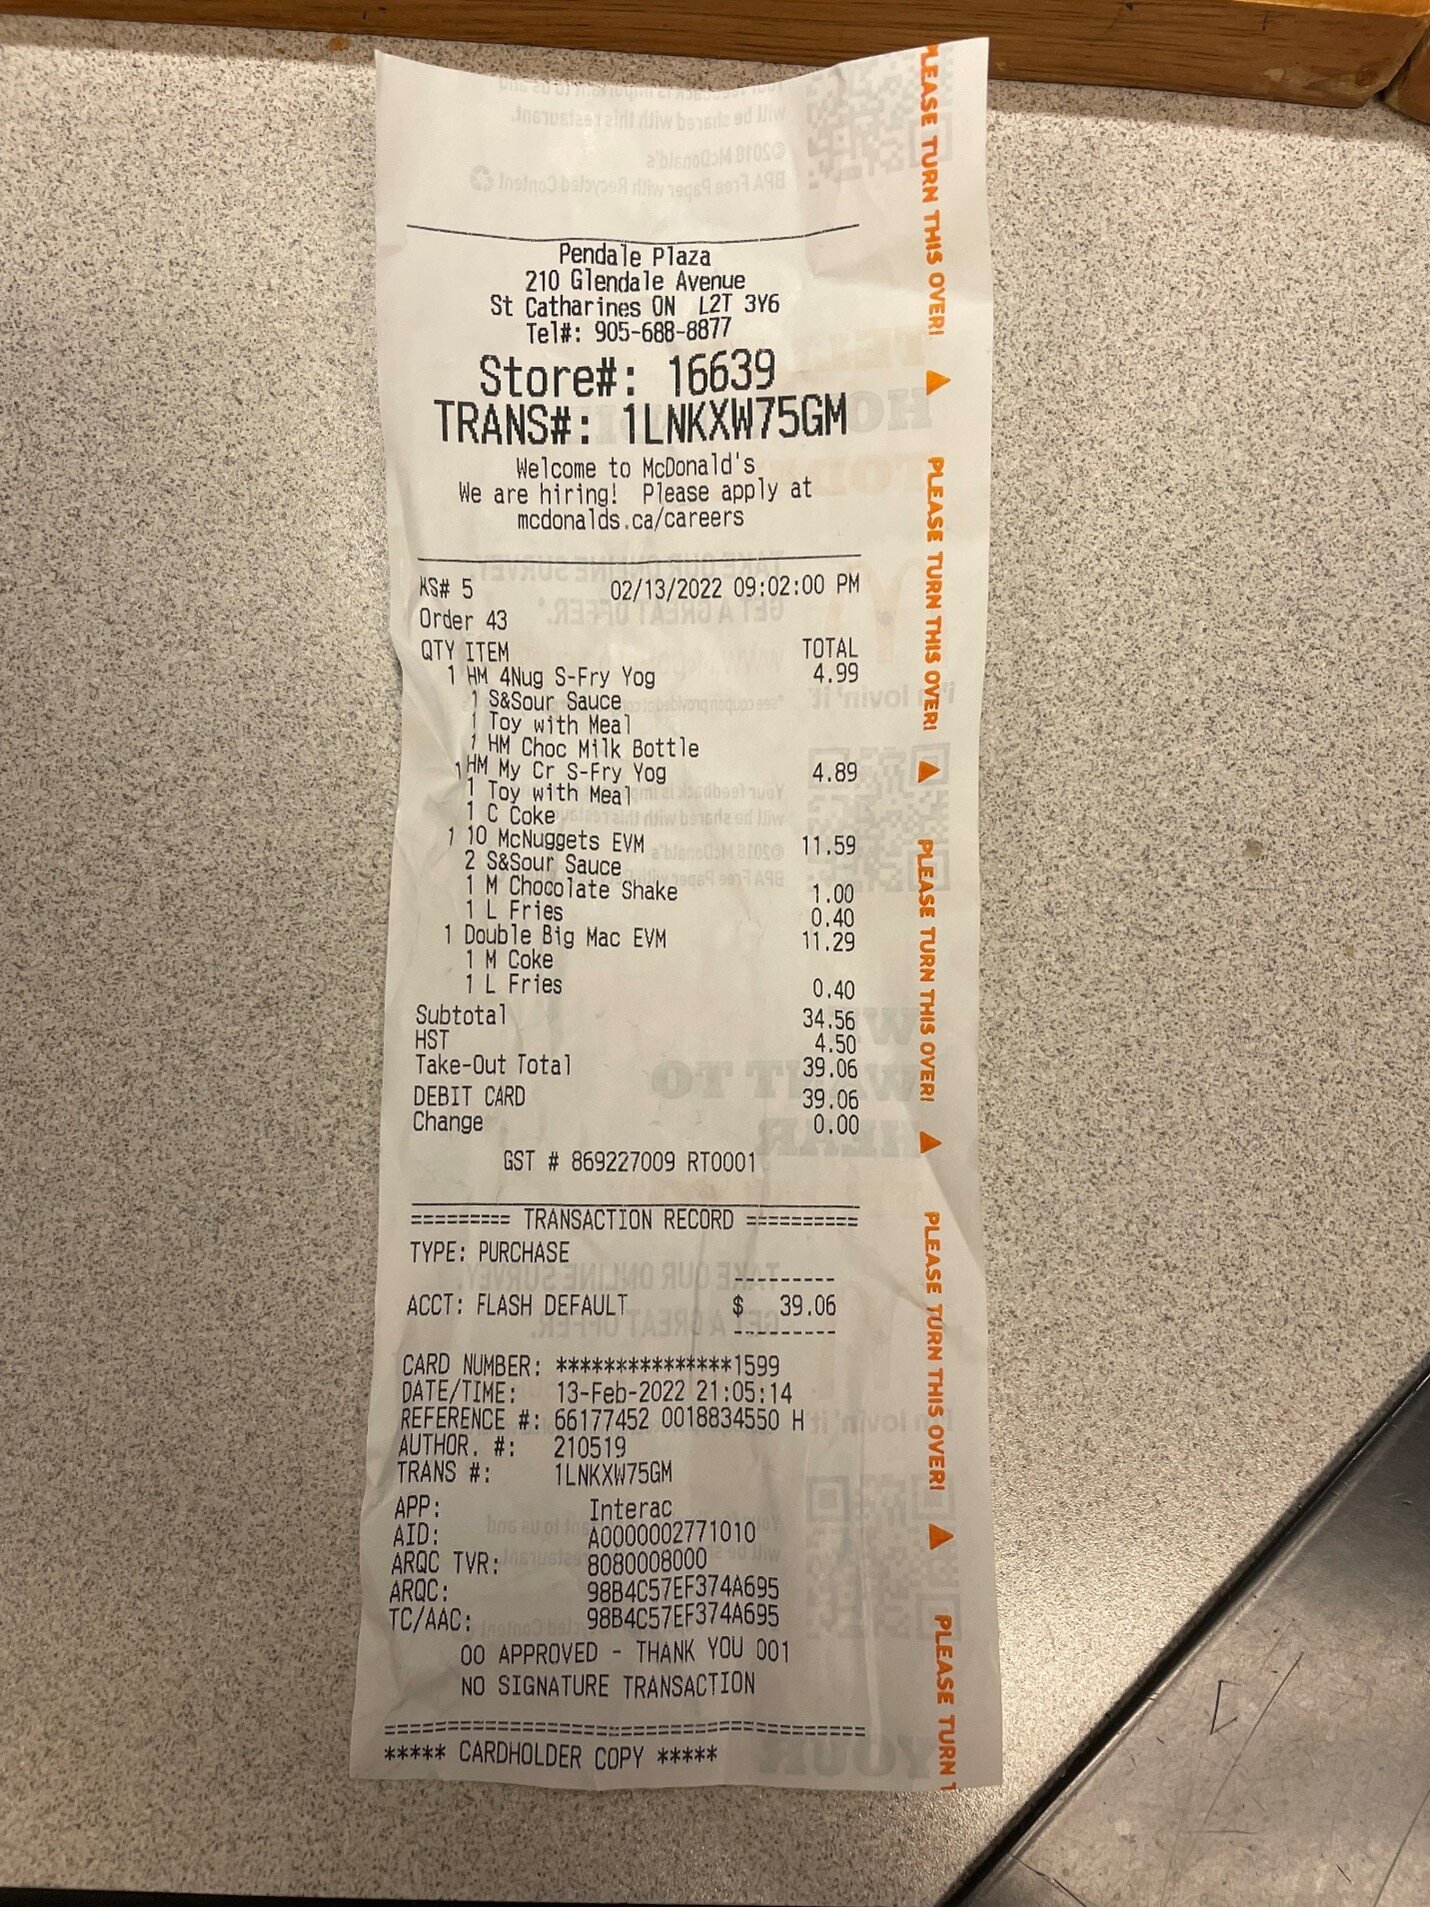 Pendale Plaza
210 Glendale Avenue
St Catharines ON L2T 3Y6
Tel#: 905-688-8877
Store#: 16639
TRANS#: 1LNKXW75GM
Welcome to McDonald's
We are hiring! Please apply at
mcdonalds.ca/careers
KS# 5 02/13/2022 09:02:00 PM
Order 43
QTY ITEM TOTAL
1 HM 4Nug S-Fry Yog 4.99
1 S&Sour Sauce
1 Toy with Meal
1 HM Choc Milk Bottle
1 HM My Cr S-Fry Yog 4.89
1 Toy with Meal
1 C Coke
1 10 McNuggets EVM 11.59
2 S&Sour Sauce
1 M Chocolate Shake 1.00
1 L Fries 0.40
1 Double Big Mac EVM 11.29
1 M Coke
1 L Fries 0.40
Subtotal 34.56
HST 4.50
Take-Out Total 39.06
DEBIT CARD 39.06
Change 0.00
GST # 869227009 RT0001
========= TRANSACTION RECORD ==========
TYPE: PURCHASE
ACCT: FLASH DEFAULT $ 39.06
CARD NUMBER: ***************1599
DATE/TIME: 13-Feb-2022 21:05:14
REFERENCE #: 66177452 0018834550 H
AUTHOR. #: 210519
TRANS #: 1LNKXW75GM
APP: Interac
AID: A0000002771010
ARQC TVR: 8080008000
ARQC: 98B4C57EF374A695
TC/AAC: 98B4C57EF374A695
00 APPROVED - THANK YOU 001
NO SIGNATURE TRANSACTION
***** CARDHOLDER COPY *****
PLEASE TURN THIS OVER!
PLEASE TURN THIS OVER!
PLEASE TURN THIS OVER!
PLEASE TURN THIS OVER!
PLEASE TURN